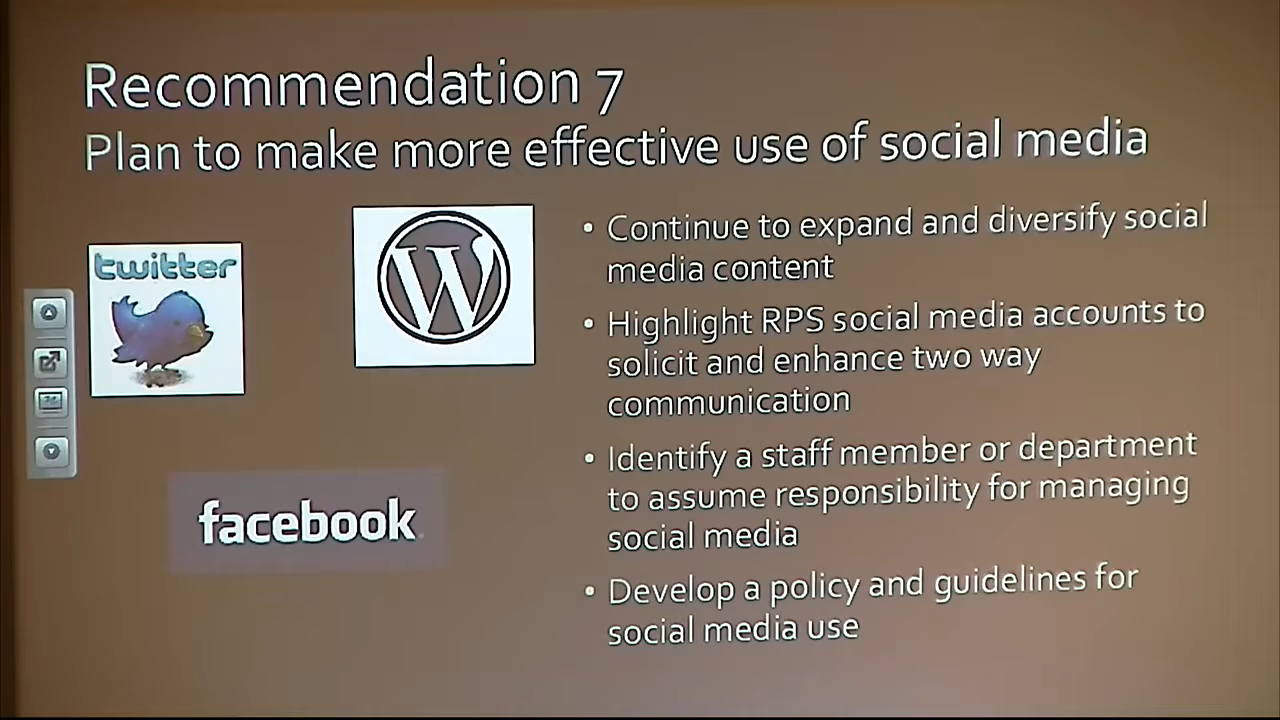 Recommendation 7
Plan to make more effective use of social media
twitter
W
facebook
• Continue to expand and diversify social
media content
• Highlight RPS social media accounts to
solicit and enhance two way
communication
• Identify a staff member or department
to assume responsibility for managing
social media
• Develop a policy and guidelines for
social media use